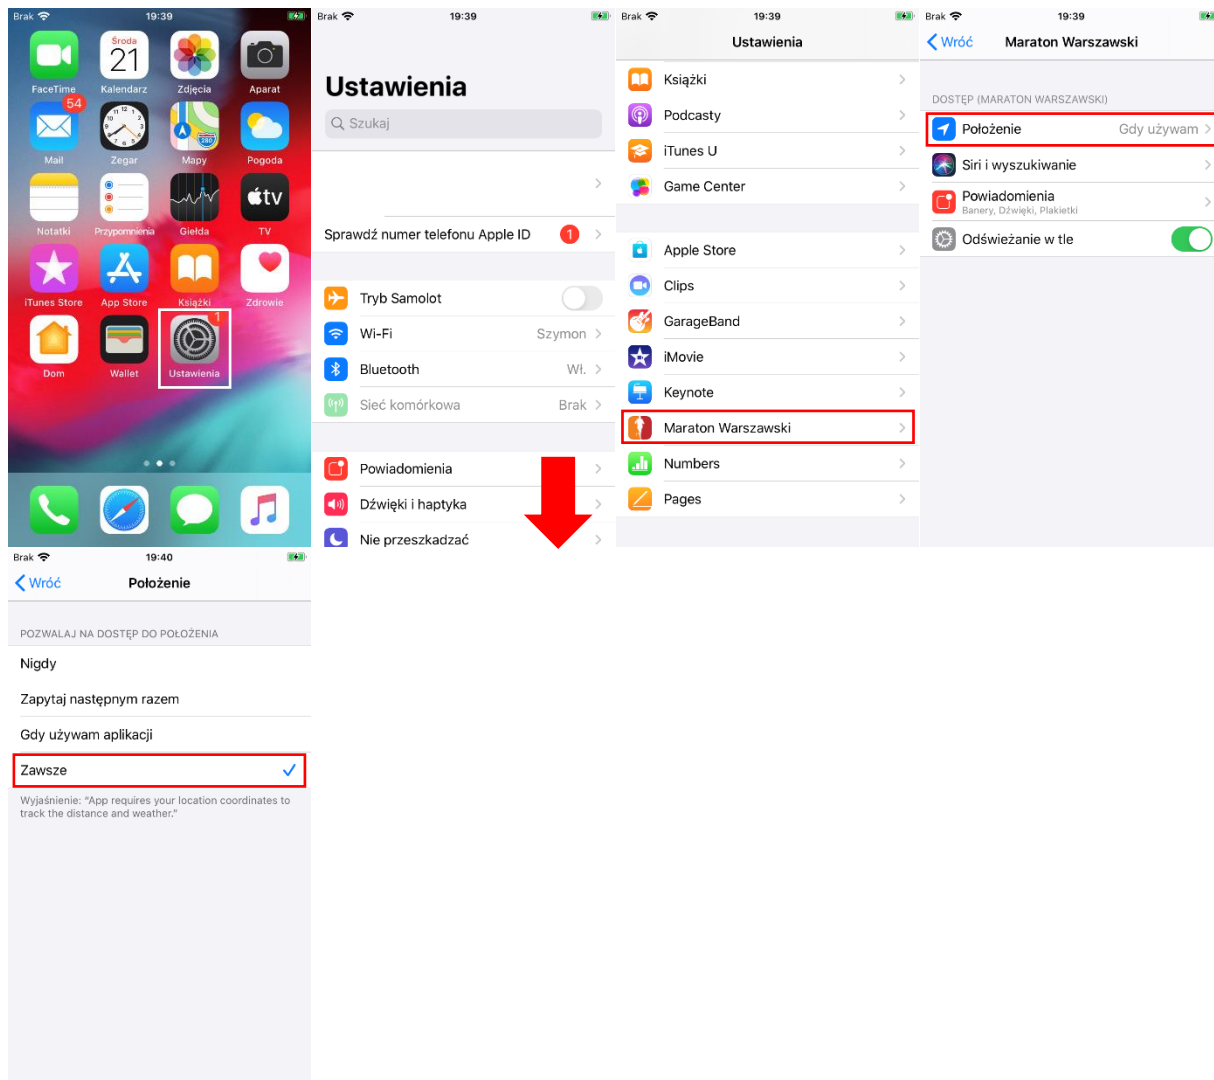 Brak 19:39
FaceTime
Środa
21
Kalendarz
Zdjęcia
Aparat
54
Mail
12
Zegar
280
Mapy
Pogoda
Notatki
Przypomnienia
Giełda
tv
TV
iTunes Store
App Store
Książki
Zdrowie
Dom
Wallet
1
Ustawienia
Brak 19:39
Ustawienia
Szukaj
Sprawdź numer telefonu Apple ID 1
Tryb Samolot
Wi-Fi Szymon
Bluetooth Wł.
Sieć komórkowa Brak
Powiadomienia
Dźwięki i haptyka
Nie przeszkadzać
Brak 19:39
Ustawienia
Książki
Podcasty
iTunes U
Game Center
Apple Store
Clips
GarageBand
iMovie
Keynote
Maraton Warszawski
Numbers
Pages
Brak 19:39
Wróć Maraton Warszawski
DOSTĘP (MARATON WARSZAWSKI)
Położenie Gdy używam
Siri i wyszukiwanie
Powiadomienia
Banery, Dźwięki, Plakietki
Odświeżanie w tle
Brak 19:40
Wróć Położenie
POZWALAJ NA DOSTĘP DO POŁOŻENIA
Nigdy
Zapytaj następnym razem
Gdy używam aplikacji
Zawsze
Wyjaśnienie: “App requires your location coordinates to
track the distance and weather.”